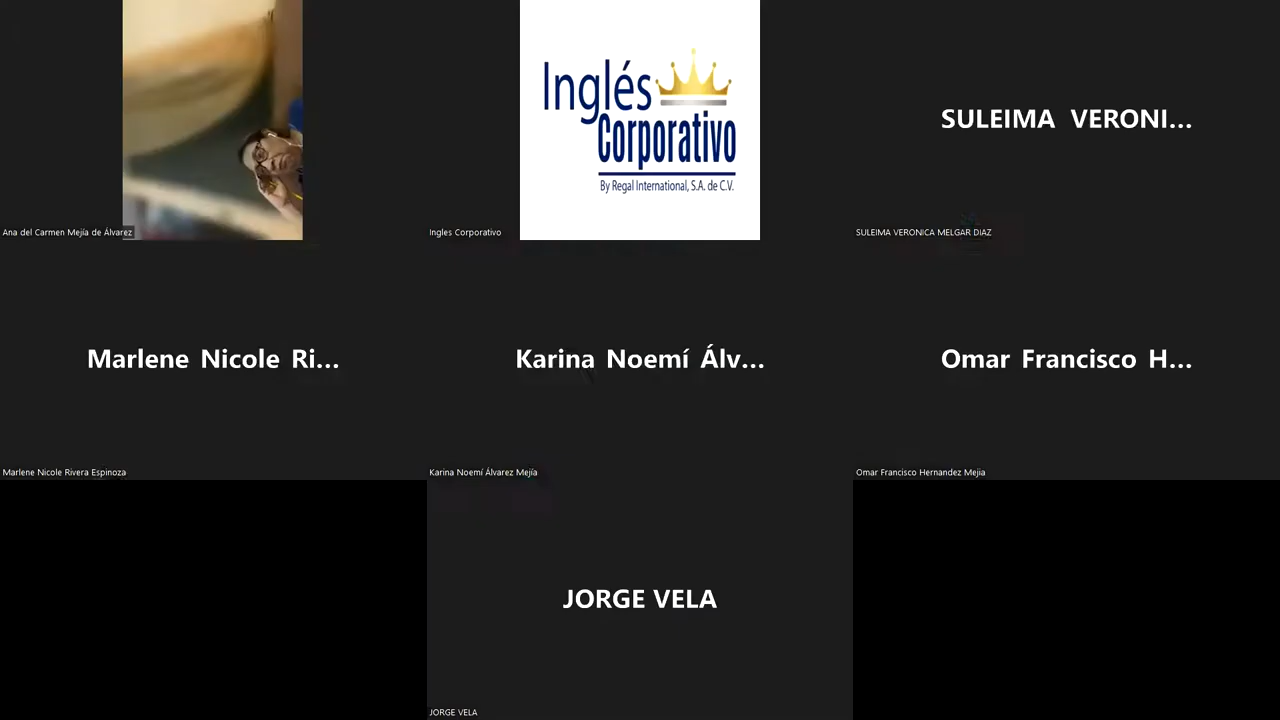 Ana del Carmen Mejía de Álvarez
Inglés
Corporativo
By Regal International, S.A. de C.V.
Ingles Corporativo
SULEIMA VERONI...
SULEIMA VERONICA MELGAR DIAZ
Marlene Nicole Ri...
Marlene Nicole Rivera Espinoza
Karina Noemí Álv...
Karina Noemí Álvarez Mejía
Omar Francisco H...
Omar Francisco Hernandez Mejia
JORGE VELA
JORGE VELA